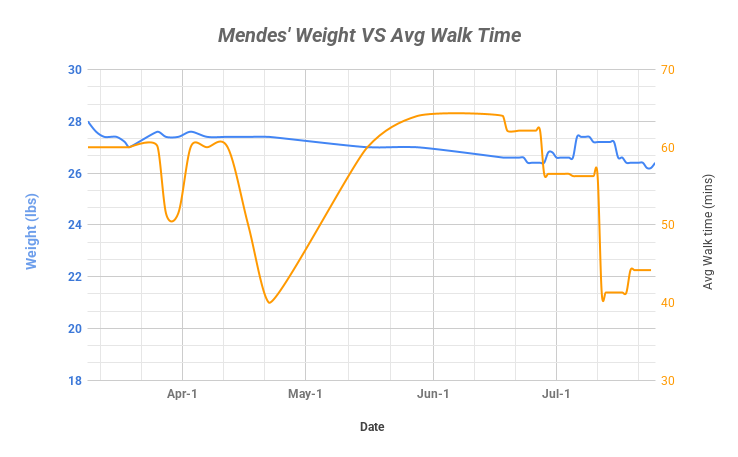 Mendes' Weight VS Avg Walk Time
30
28
26
24
22
20
18
Weight (lbs)
70
60
50
40
30
Avg Walk time (mins)
Apr-1
May-1
Jun-1
Jul-1
Date